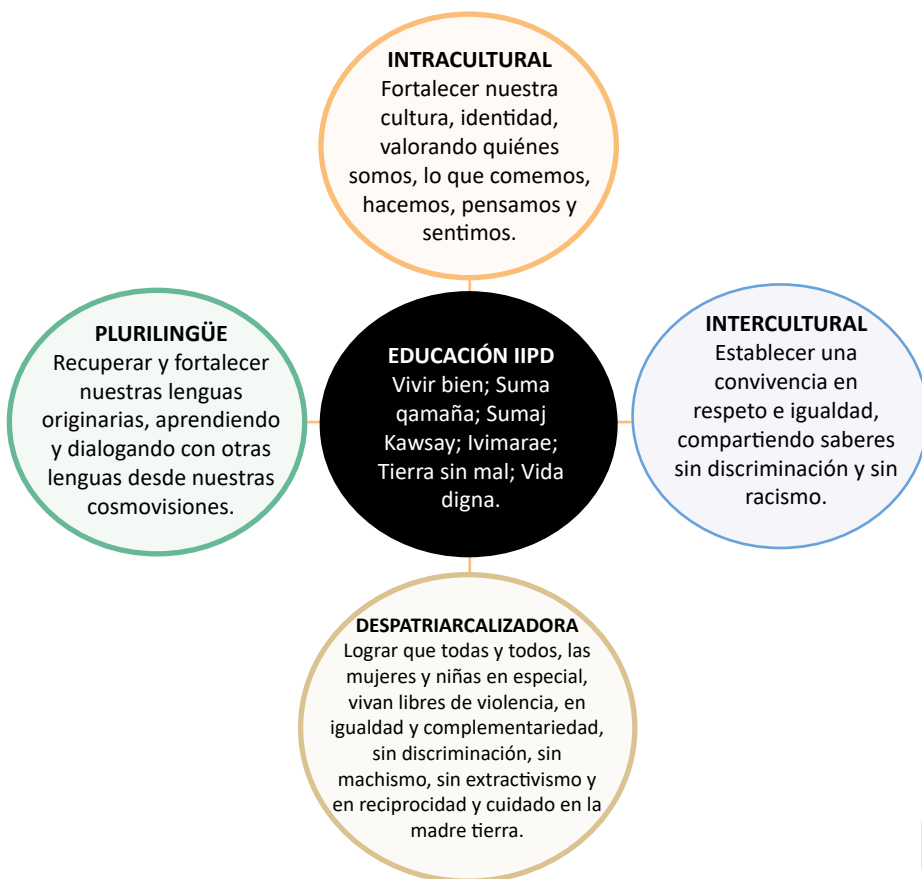 INTRACULTURAL
Fortalecer nuestra
cultura, identidad,
valorando quiénes
somos, lo que comemos,
hacemos, pensamos y
sentimos.
PLURILINGÜE
Recuperar y fortalecer
nuestras lenguas
originarias, aprendiendo
y dialogando con otras
lenguas desde nuestras
cosmovisiones.
EDUCACIÓN IIPD
Vivir bien; Suma
qamaña; Sumaj
Kawsay; Ivimarae;
Tierra sin mal; Vida
digna.
INTERCULTURAL
Establecer una
convivencia en
respeto e igualdad,
compartiendo saberes
sin discriminación y sin
racismo.
DESPATRIARCALIZADORA
Lograr que todas y todos, las
mujeres y niñas en especial,
vivan libres de violencia, en
igualdad y complementariedad,
sin discriminación, sin
machismo, sin extractivismo y
en reciprocidad y cuidado en la
madre tierra.